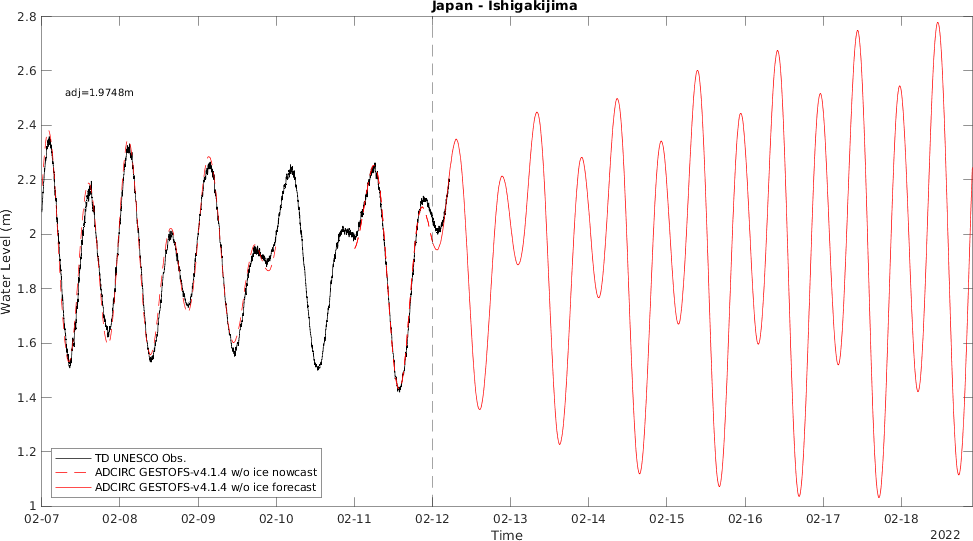 Japan - Ishigakijima
2.8
2.6
2.4
2.2
2
1.8
1.6
1.4
1.2
1
Water Level (m)
adj=1.9748m
TD UNESCO Obs.
ADCIRC GESTOFS-v4.1.4 w/o ice nowcast
ADCIRC GESTOFS-v4.1.4 w/o ice forecast
02-07 02-08 02-09 02-10 02-11 02-12 02-13 02-14 02-15 02-16 02-17 02-18
Time
2022